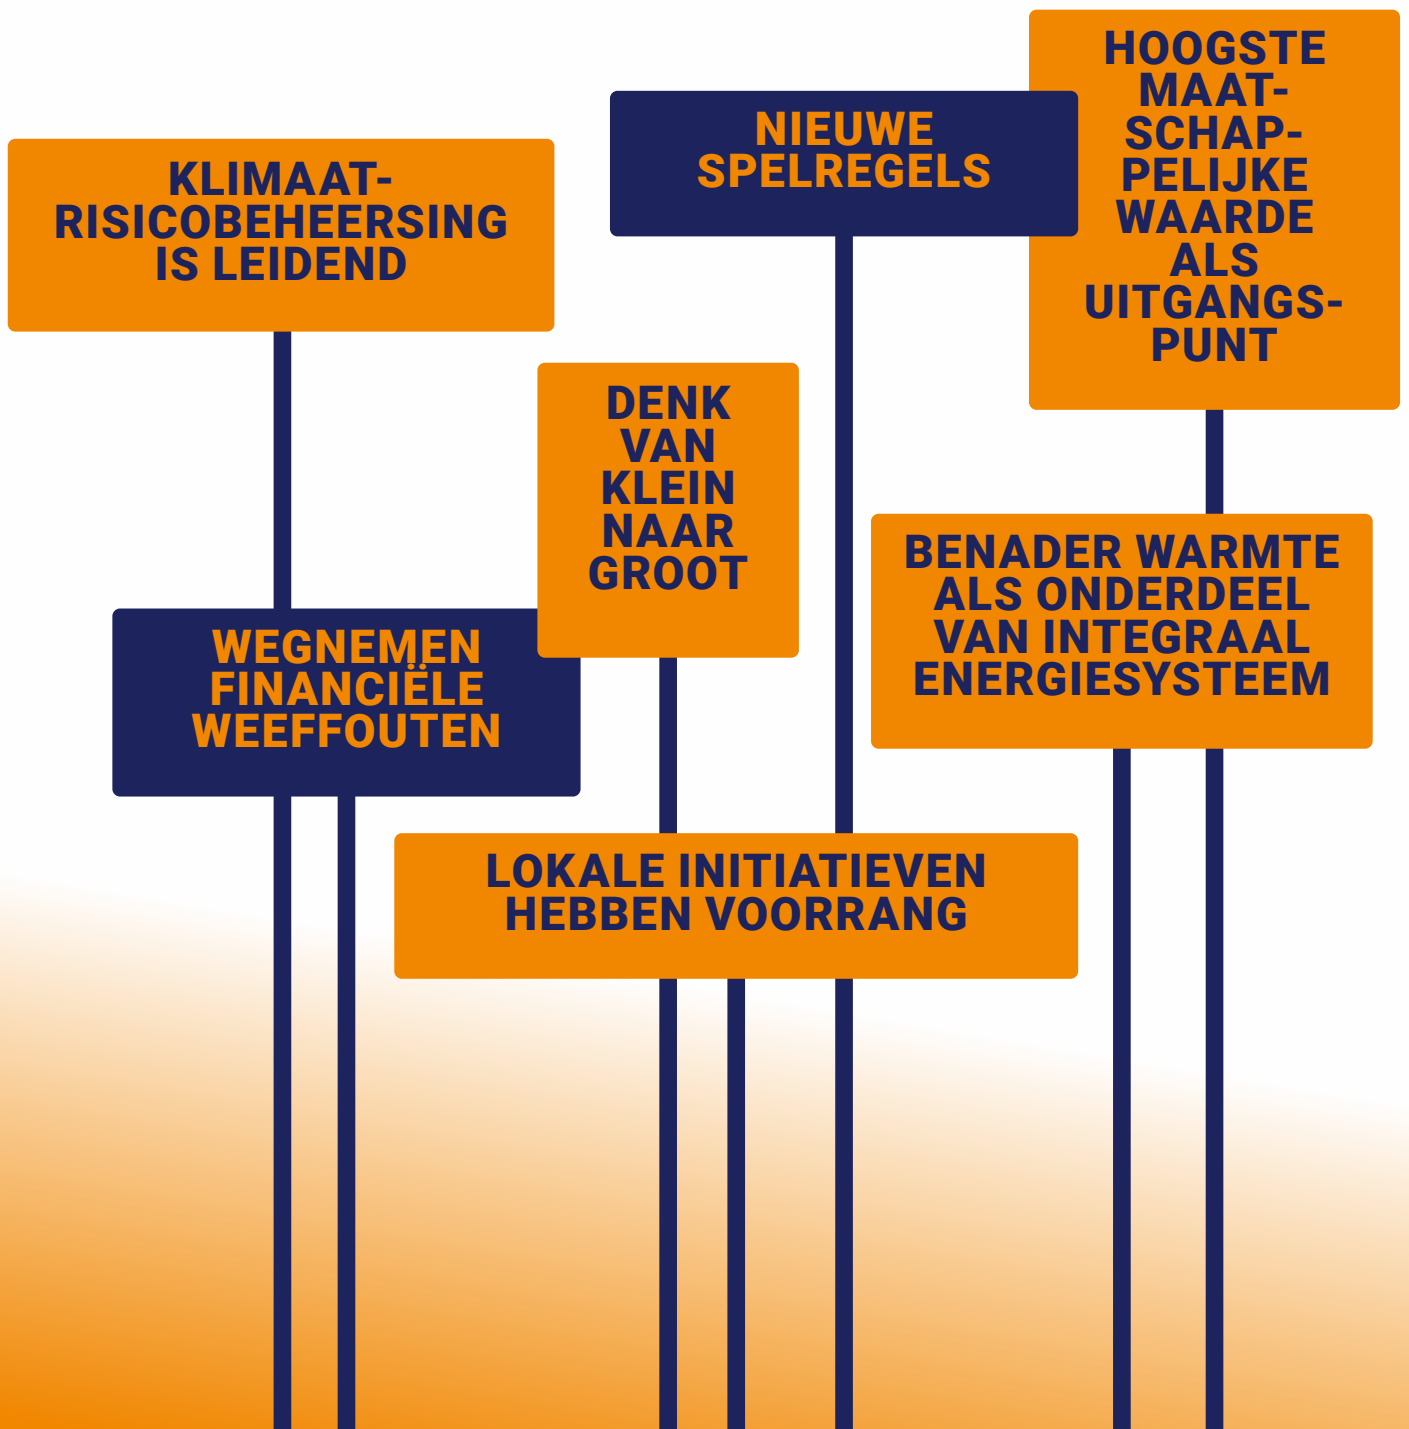 HOOGSTE
MAAT-
SCHAP-
PELIJKE
WAARDE
ALS
UITGANGS-
PUNT
NIEUWE
SPELREGELS
KLIMAAT-
RISICOBEHEERSING
IS LEIDEND
DENK
VAN
KLEIN
NAAR
GROOT
BENADER WARMTE
ALS ONDERDEEL
VAN INTEGRAAL
ENERGIESYSTEEM
WEGNEMEN
FINANCIËLE
WEEFFOUTEN
LOKALE INITIATIEVEN
HEBBEN VOORRANG